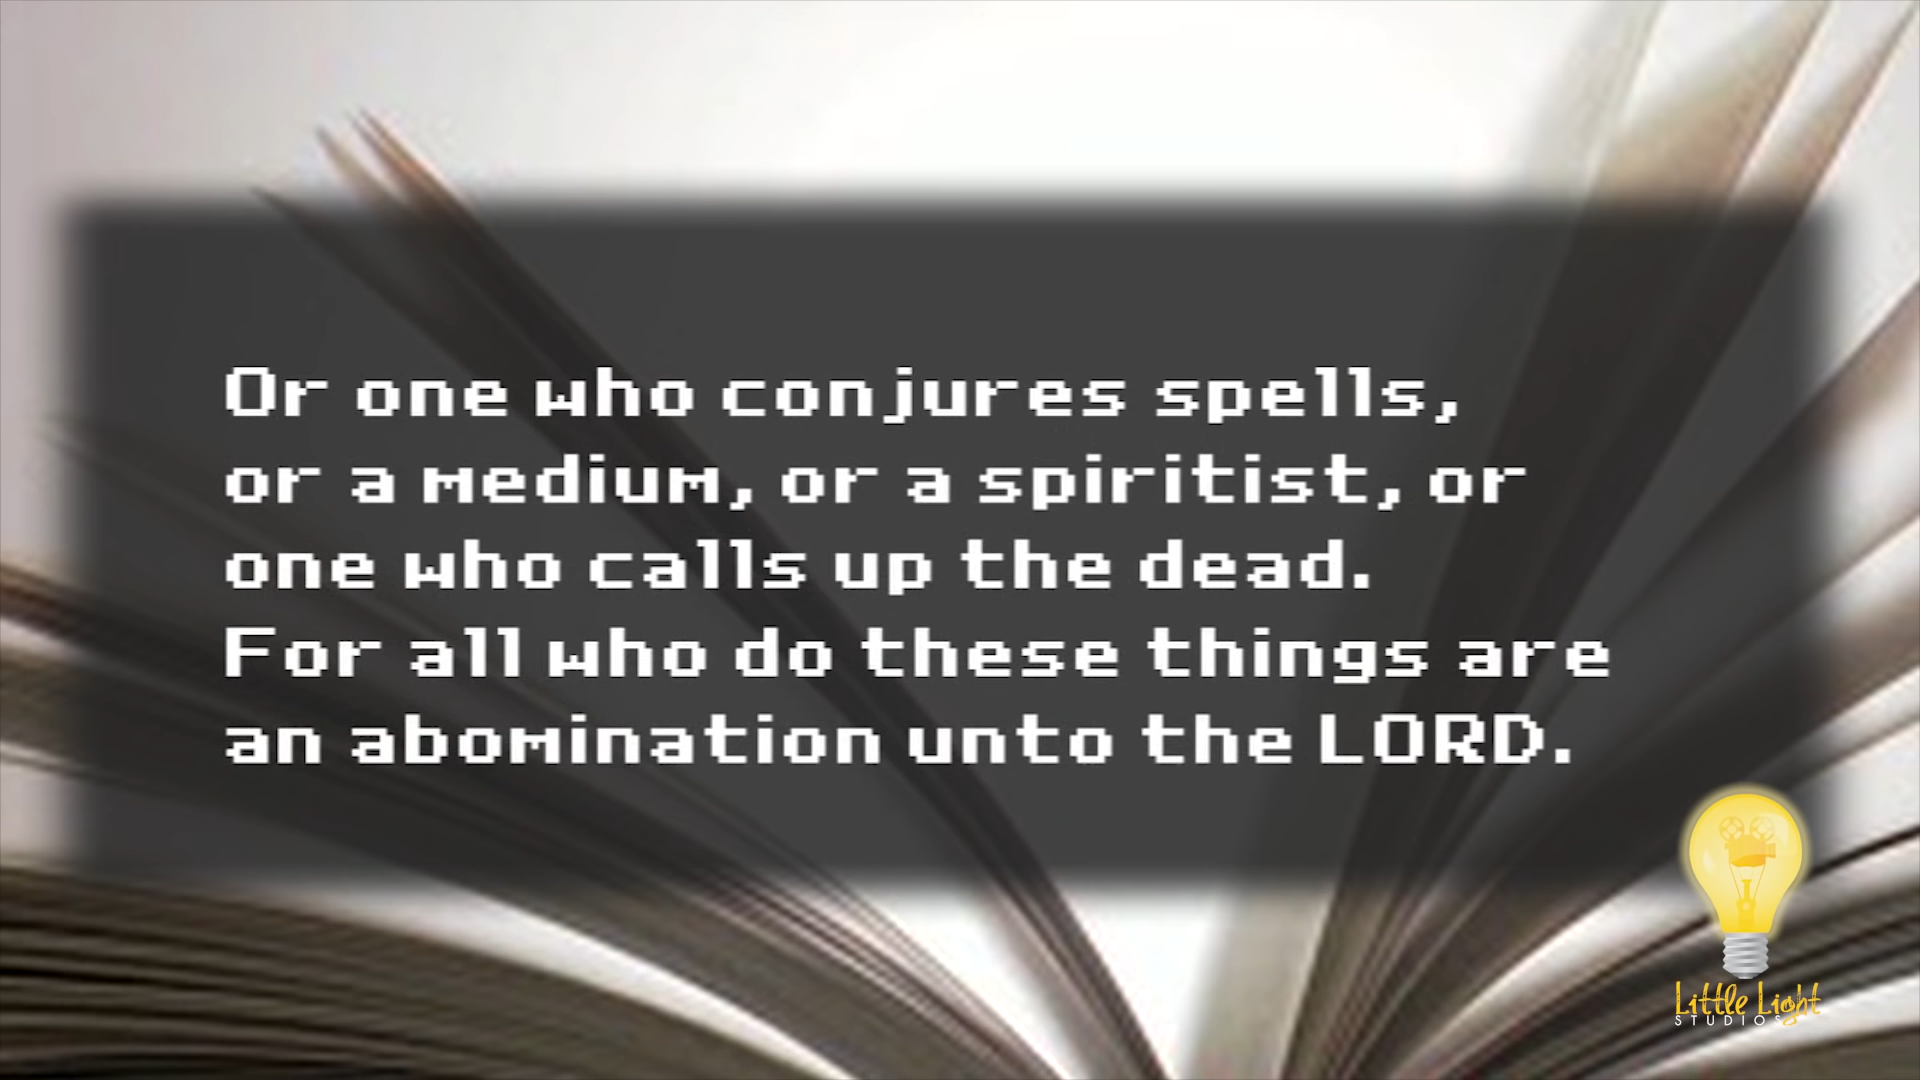 Or one who conjures spells,
or a medium, or a spiritist, or
one who calls up the dead.
For all who do these things are
an abomination unto the LORD.
Little Light
STUDIOS